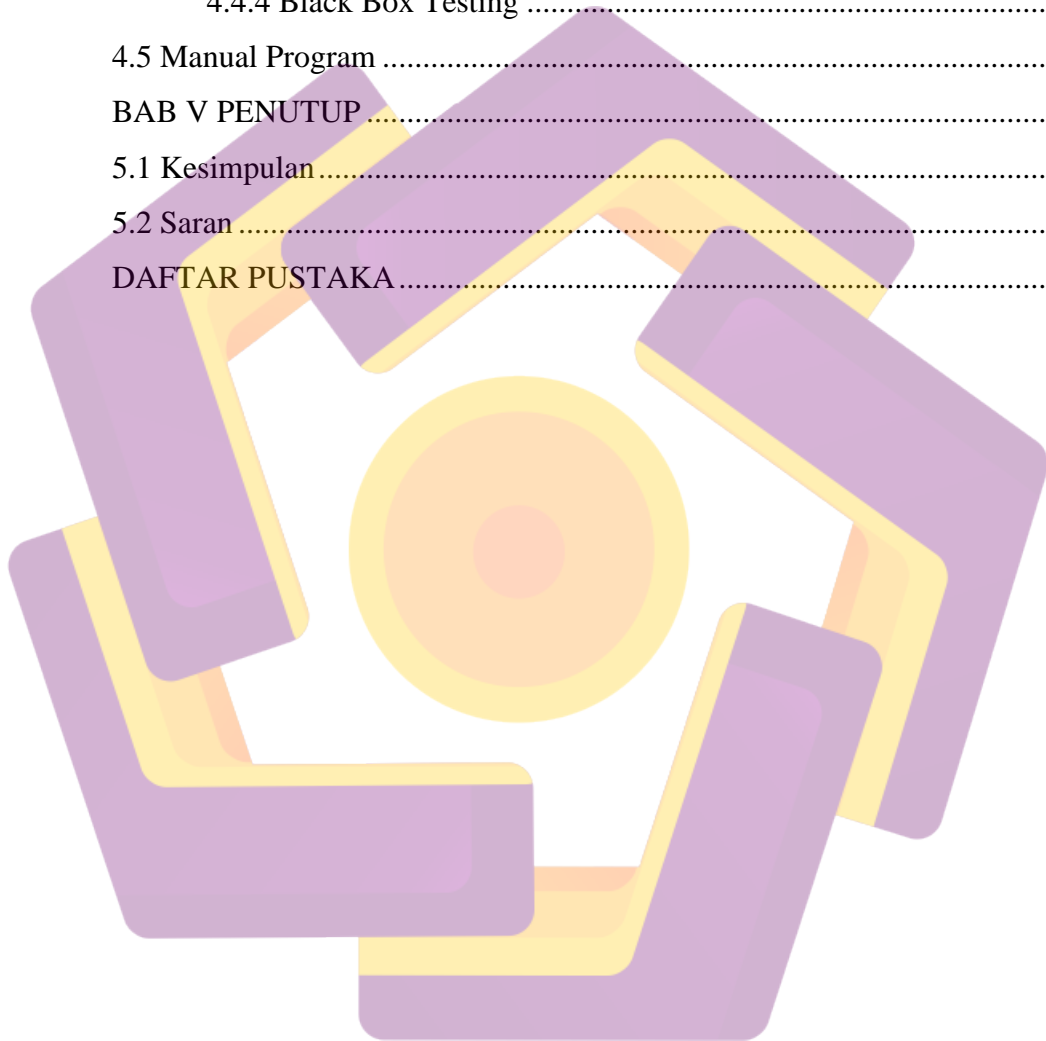 4.4.4 Black Box Testing ................................................................
4.5 Manual Program ..................................................................................
BAB V PENUTUP ....................................................................................
5.1 Kesimpulan ..........................................................................................
5.2 Saran ....................................................................................................
DAFTAR PUSTAKA ................................................................................